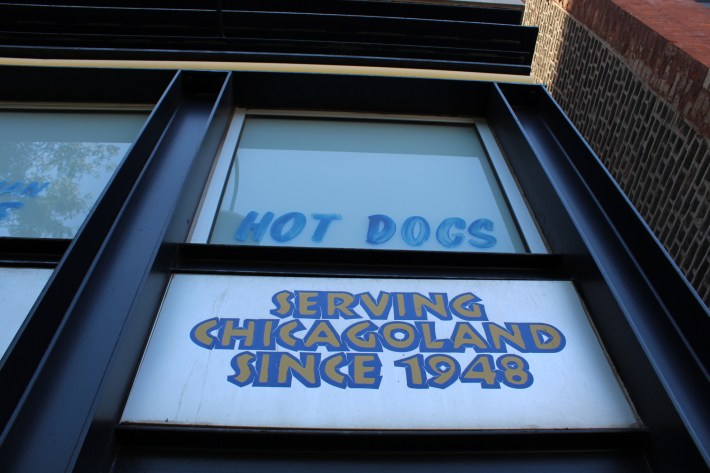 HOT DOGS
SERVING
CHICAGOLAND
SINCE 1948